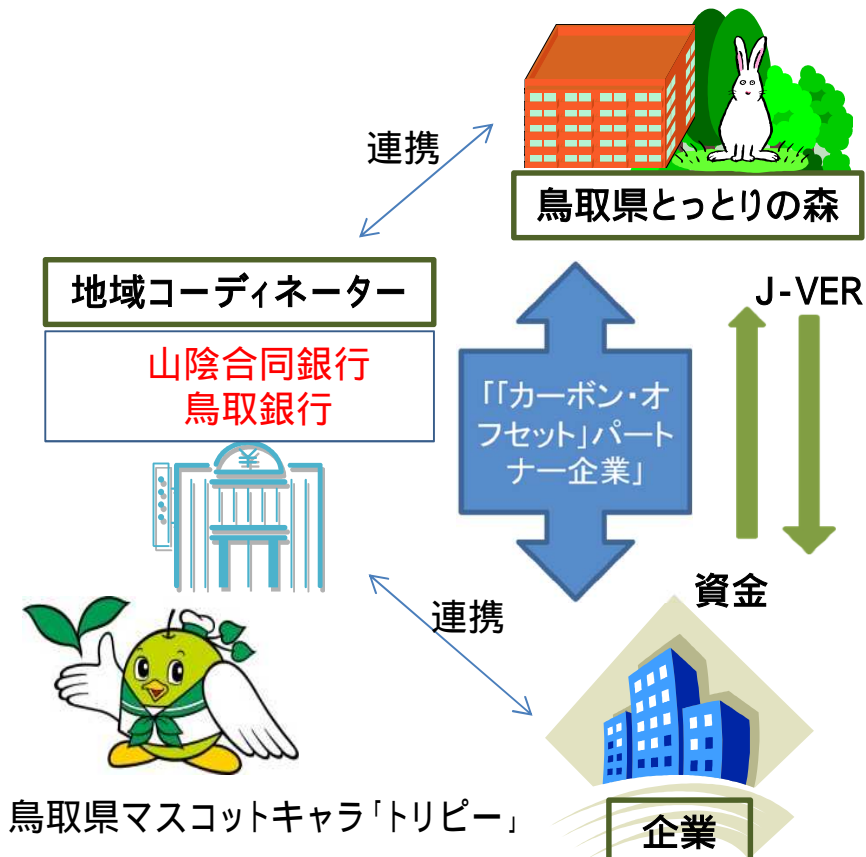 連携
鳥取県とっとりの森
地域コーディネーター
山陰合同銀行
鳥取銀行
¥
J-VER
「「カーボン・オ
フセット」パート
ナー企業」
資金
連携
鳥取県マスコットキャラ「トリピー」
企業